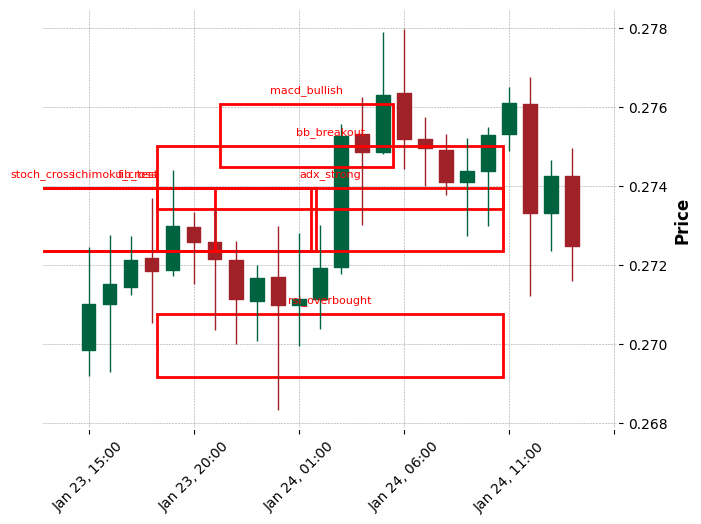 0.278
macd_bullish
0.276
bb_breakout
stoch_cross
adx_strong
0.274
Price
0.272
rsi_overbought
0.270
0.268
Jan 23, 15:00
Jan 23, 20:00
Jan 24, 01:00
Jan 24, 06:00
Jan 24, 11:00